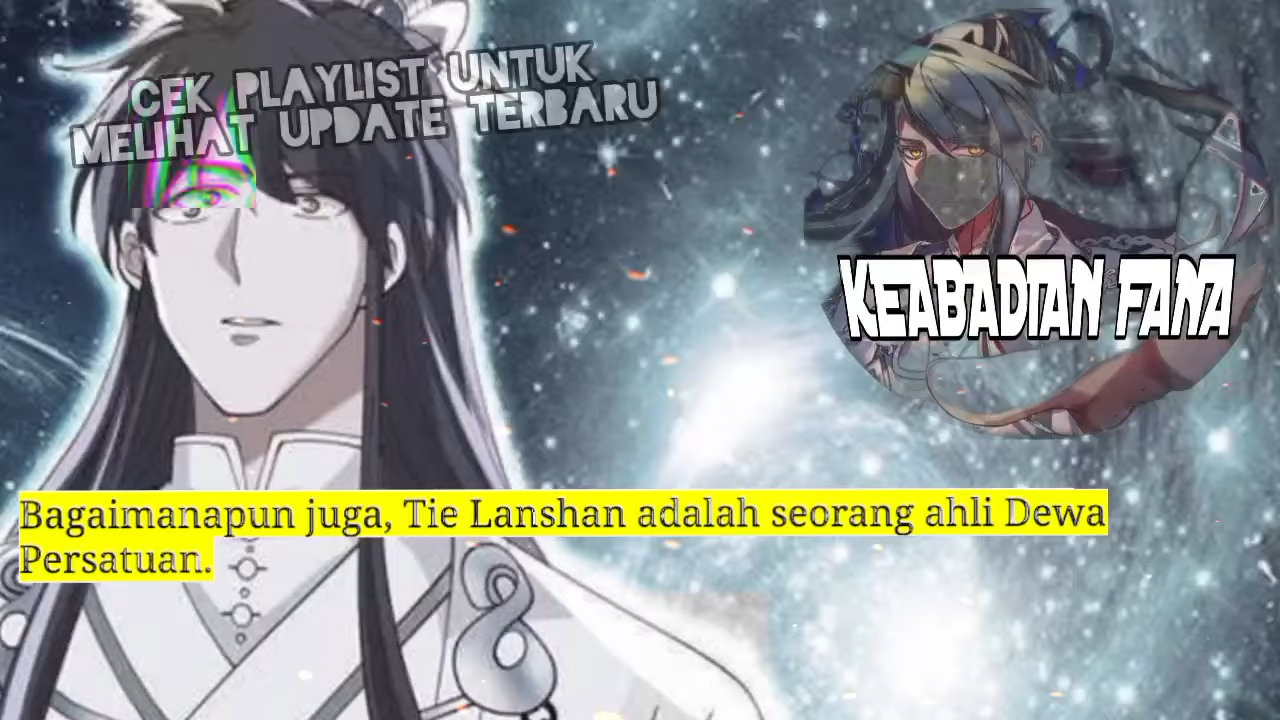 CEK PLAYLIST UNTUK
MELIHAT UPDATE TERBARU
KEABADIAN FANA
Bagaimanapun juga, Tie Lanshan adalah seorang ahli Dewa
Persatuan.